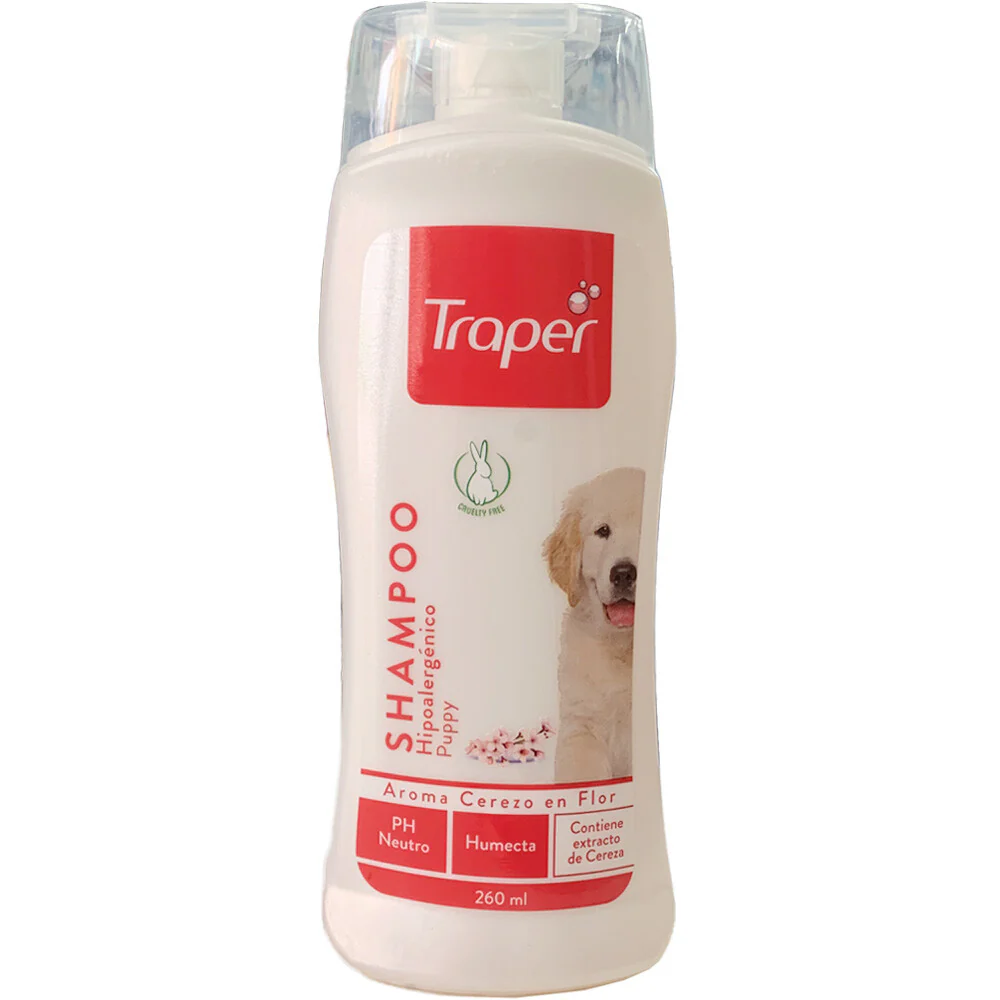 Traper
CRUELTY FREE
SHAMPOO
Hipoalergénico
Puppy
Aroma Cerezo en Flor
PH
Neutro
Humecta
Contiene
extracto
de Cereza
260 ml